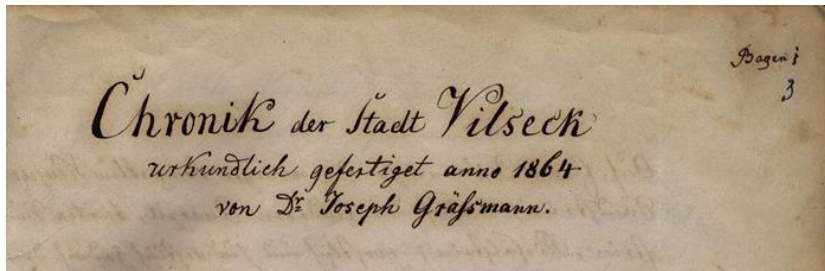 Bogen 1
3
Chronik der Stadt Vilseck
urkundlich gefertiget anno 1864
von Dr Joseph Gräſsmann.